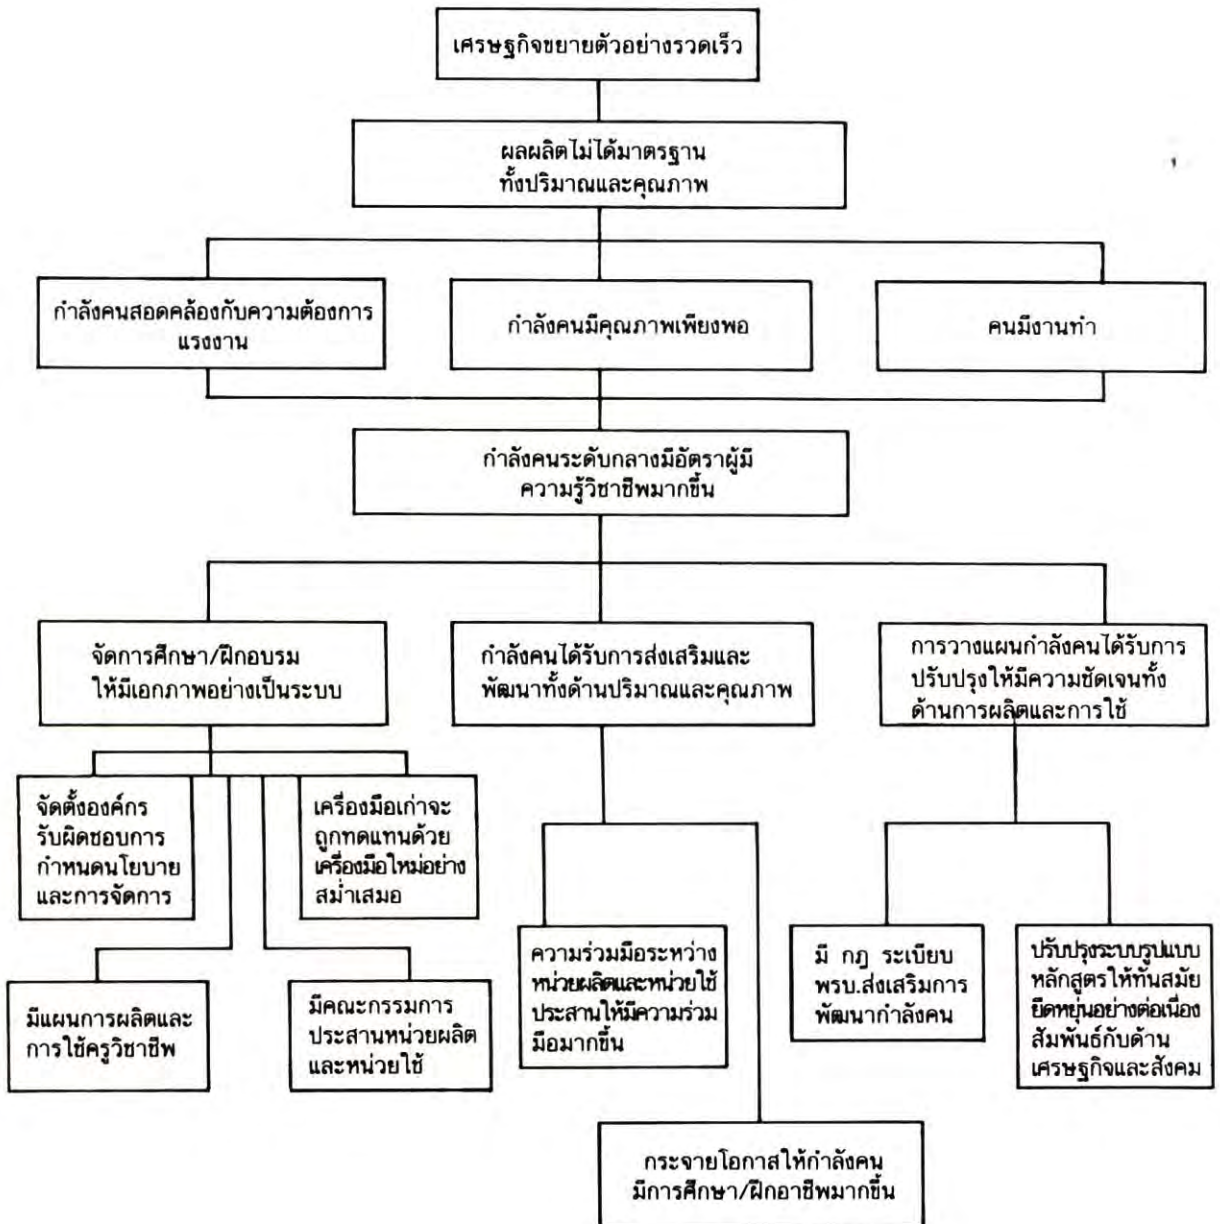 เศรษฐกิจขยายตัวอย่างรวดเร็ว
ผลผลิตไม่ได้มาตรฐาน
ทั้งปริมาณและคุณภาพ
กำลังคนสอดคล้องกับความต้องการ
แรงงาน
กำลังคนมีคุณภาพเพียงพอ
คนมีงานทำ
กำลังคนระดับกลางมีอัตราผู้มี
ความรู้วิชาชีพมากขึ้น
จัดการศึกษา/ฝึกอบรม
ให้มีเอกภาพอย่างเป็นระบบ
กำลังคนได้รับการส่งเสริมและ
พัฒนาทั้งด้านปริมาณและคุณภาพ
การวางแผนกำลังคนได้รับการ
ปรับปรุงให้มีความชัดเจนทั้ง
ด้านการผลิตและการใช้
จัดตั้งองค์กร
รับผิดชอบการ
กำหนดนโยบาย
และการจัดการ
เครื่องมือเก่าจะ
ถูกทดแทนด้วย
เครื่องมือใหม่อย่าง
สม่ำเสมอ
มีแผนการผลิตและ
การใช้ครูวิชาชีพ
มีคณะกรรมการ
ประสานหน่วยผลิต
และหน่วยใช้
ความร่วมมือระหว่าง
หน่วยผลิตและหน่วยใช้
ประสานให้มีความร่วม
มือมากขึ้น
มี กฎ ระเบียบ
พรบ.ส่งเสริมการ
พัฒนากำลังคน
ปรับปรุงระบบรูปแบบ
หลักสูตรให้ทันสมัย
ยืดหยุ่นอย่างต่อเนื่อง
สัมพันธ์กับด้าน
เศรษฐกิจและสังคม
กระจายโอกาสให้กำลังคน
มีการศึกษา/ฝึกอาชีพมากขึ้น